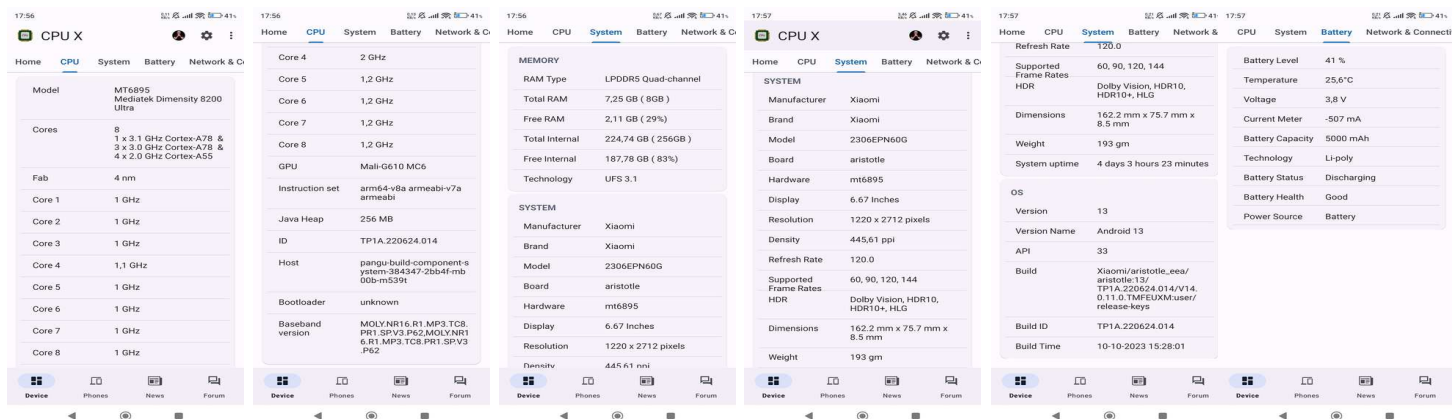 17:56
41%
CPU X
Home CPU System Battery Network & C
Model MT6895
Mediatek Dimensity 8200
Ultra
Cores 8
1 x 3.1 GHz Cortex-A78 &
3 x 3.0 GHz Cortex-A78 &
4 x 2.0 GHz Cortex-A55
Fab 4 nm
Core 1 1 GHz
Core 2 1 GHz
Core 3 1 GHz
Core 4 1,1 GHz
Core 5 1 GHz
Core 6 1 GHz
Core 7 1 GHz
Core 8 1 GHz
Device Phones News Forum
17:56
41%
Home CPU System Battery Network & C
Core 4 2 GHz
Core 5 1,2 GHz
Core 6 1,2 GHz
Core 7 1,2 GHz
Core 8 1,2 GHz
GPU Mali-G610 MC6
Instruction set arm64-v8a armeabi-v7a
armeabi
Java Heap 256 MB
ID TP1A.220624.014
Host pangu-build-component-s
ystem-384347-2bb4f-mb
00b-m539t
Bootloader unknown
Baseband MOLY.NR16.R1.MP3.TC8.
version PR1.SP.V3.P62,MOLY.NR1
6.R1.MP3.TC8.PR1.SP.V3
.P62
Device Phones News Forum
17:56
41%
Home CPU System Battery Network & C
MEMORY
RAM Type LPDDR5 Quad-channel
Total RAM 7,25 GB ( 8GB )
Free RAM 2,11 GB ( 29%)
Total Internal 224,74 GB ( 256GB )
Free Internal 187,78 GB ( 83%)
Technology UFS 3.1
SYSTEM
Manufacturer Xiaomi
Brand Xiaomi
Model 2306EPN60G
Board aristotle
Hardware mt6895
Display 6.67 Inches
Resolution 1220 x 2712 pixels
Density 445,61 ppi
Device Phones News Forum
17:57
41%
CPU X
Home CPU System Battery Network & C
SYSTEM
Manufacturer Xiaomi
Brand Xiaomi
Model 2306EPN60G
Board aristotle
Hardware mt6895
Display 6.67 Inches
Resolution 1220 x 2712 pixels
Density 445,61 ppi
Refresh Rate 120.0
Supported 60, 90, 120, 144
Frame Rates
HDR Dolby Vision, HDR10,
HDR10+, HLG
Dimensions 162.2 mm x 75.7 mm x
8.5 mm
Weight 193 gm
Device Phones News Forum
17:57
41
Home CPU System Battery Network &
Refresh Rate 120.0
Supported 60, 90, 120, 144
Frame Rates
HDR Dolby Vision, HDR10,
HDR10+, HLG
Dimensions 162.2 mm x 75.7 mm x
8.5 mm
Weight 193 gm
System uptime 4 days 3 hours 23 minutes
OS
Version 13
Version Name Android 13
API 33
Build Xiaomi/aristotle_eea/
aristotle:13/
TP1A.220624.014/V14.
0.11.0.TMFEUXM:user/
release-keys
Build ID TP1A.220624.014
Build Time 10-10-2023 15:28:01
Device Phones News Forum
17:57
41%
CPU System Battery Network & Connecti
Battery Level 41 %
Temperature 25,6°C
Voltage 3,8 V
Current Meter -507 mA
Battery Capacity 5000 mAh
Technology Li-poly
Battery Status Discharging
Battery Health Good
Power Source Battery
Device Phones News Forum